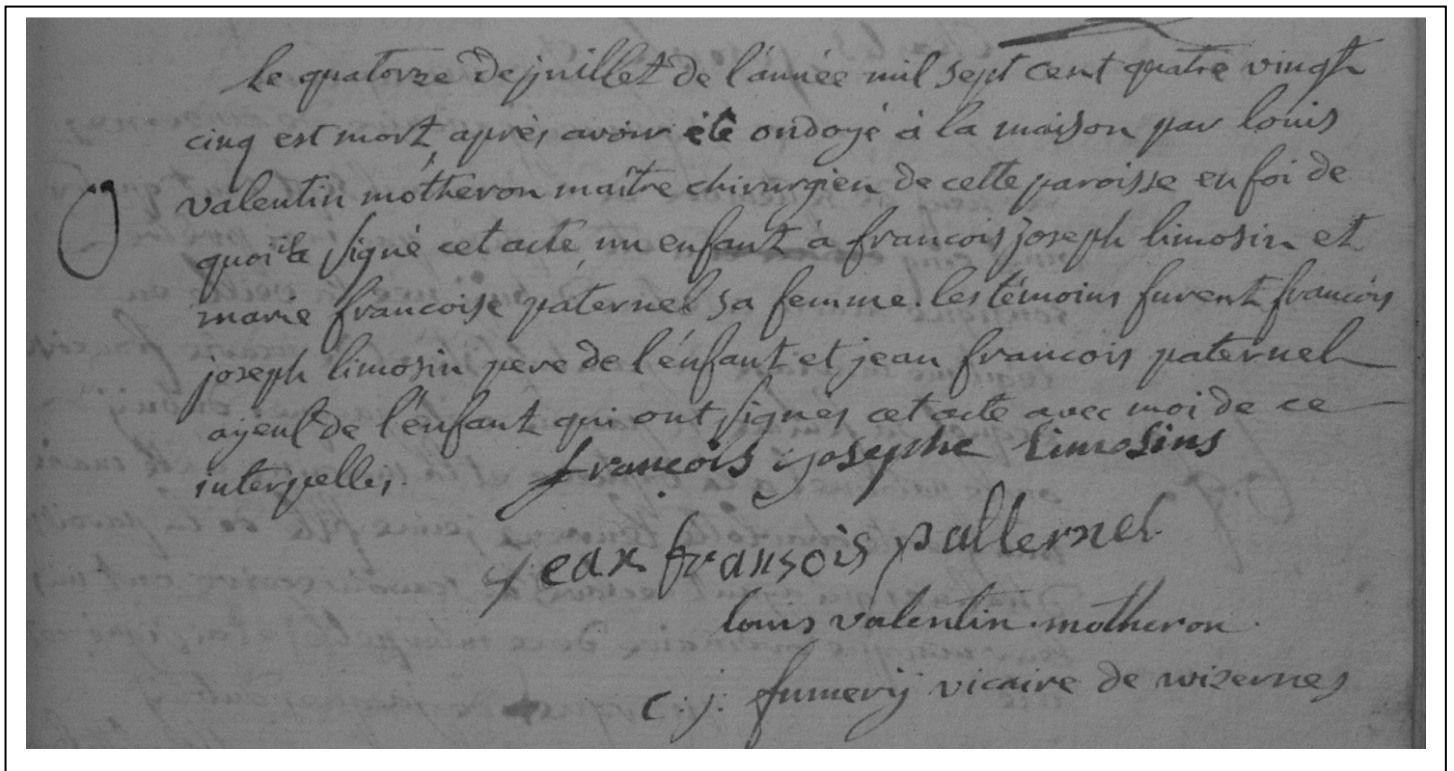 le quatorze de juillet de l'année mil sept cent quatre vingt
cinq est mort après avoir été ondoyé à la maison par louis
valentin motheron maître chirurgien de cette paroisse en foi de
quoi il a signé cet acte un enfant à francois joseph limosin et
marie francoise paternel sa femme. les témoins furent francois
joseph limosin pere de l'enfant et jean francois paternel
ayeul de l'enfant qui ont signés cet acte avec moi de ce
interpellés.
francois josephe limosins
jean fransois pallernel
louis valentin motheron
c. j. fumery vicaire de wizernes